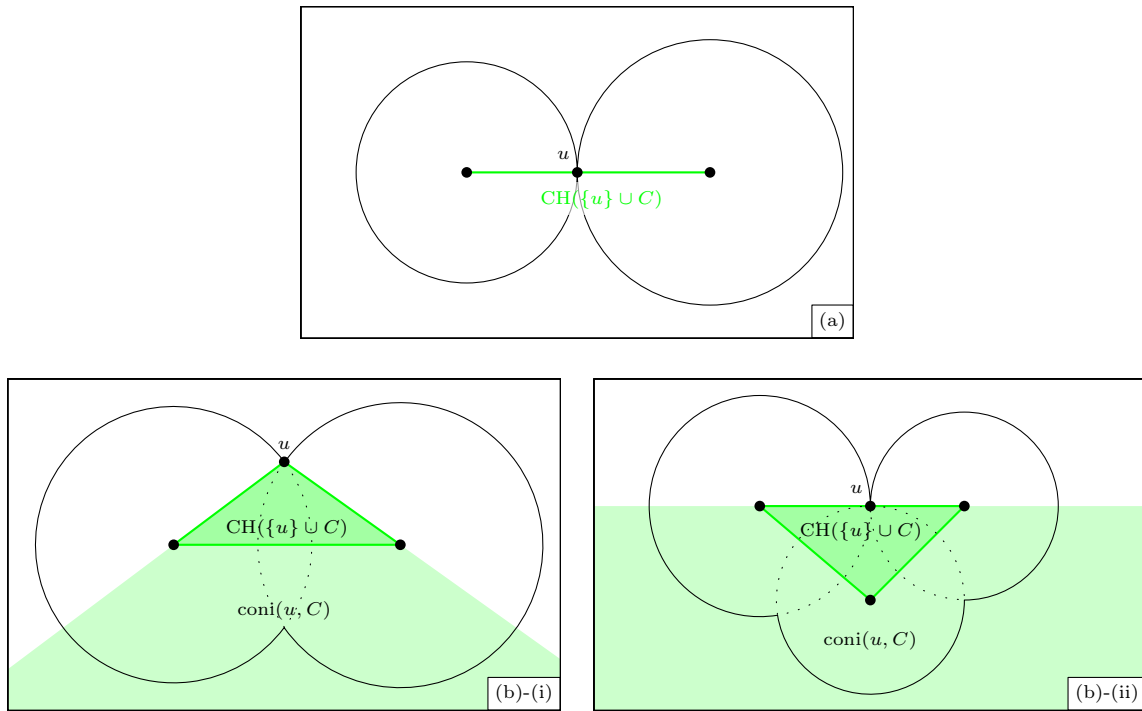 u
CH({u} ∪ C)
(a)
u
CH({u} ∪ C)
coni(u, C)
(b)-(i)
u
CH({u} ∪ C)
coni(u, C)
(b)-(ii)